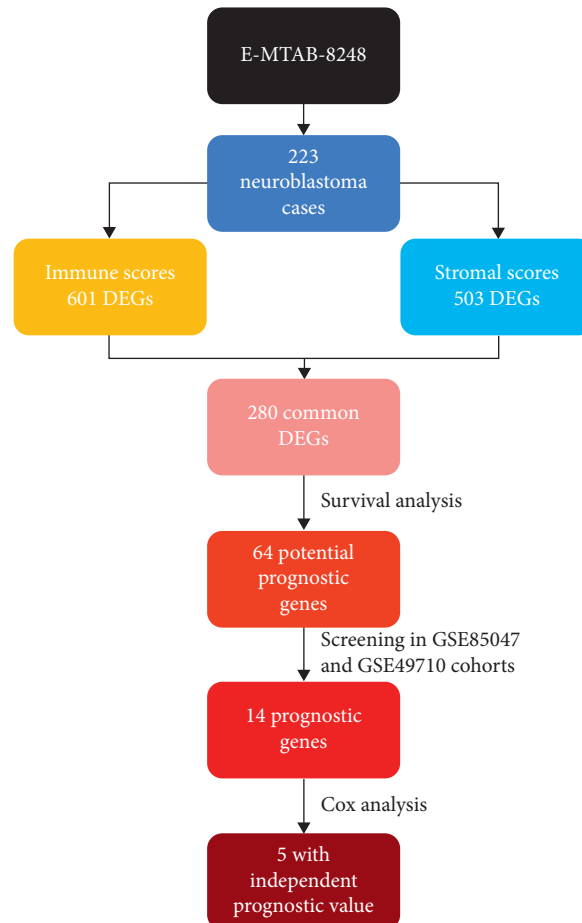 E-MTAB-8248
223
neuroblastoma
cases
Immune scores
601 DEGs
Stromal scores
503 DEGs
280 common
DEGs
Survival analysis
64 potential
prognostic
genes
Screening in GSE85047
and GSE49710 cohorts
14 prognostic
genes
Cox analysis
5 with
independent
prognostic value